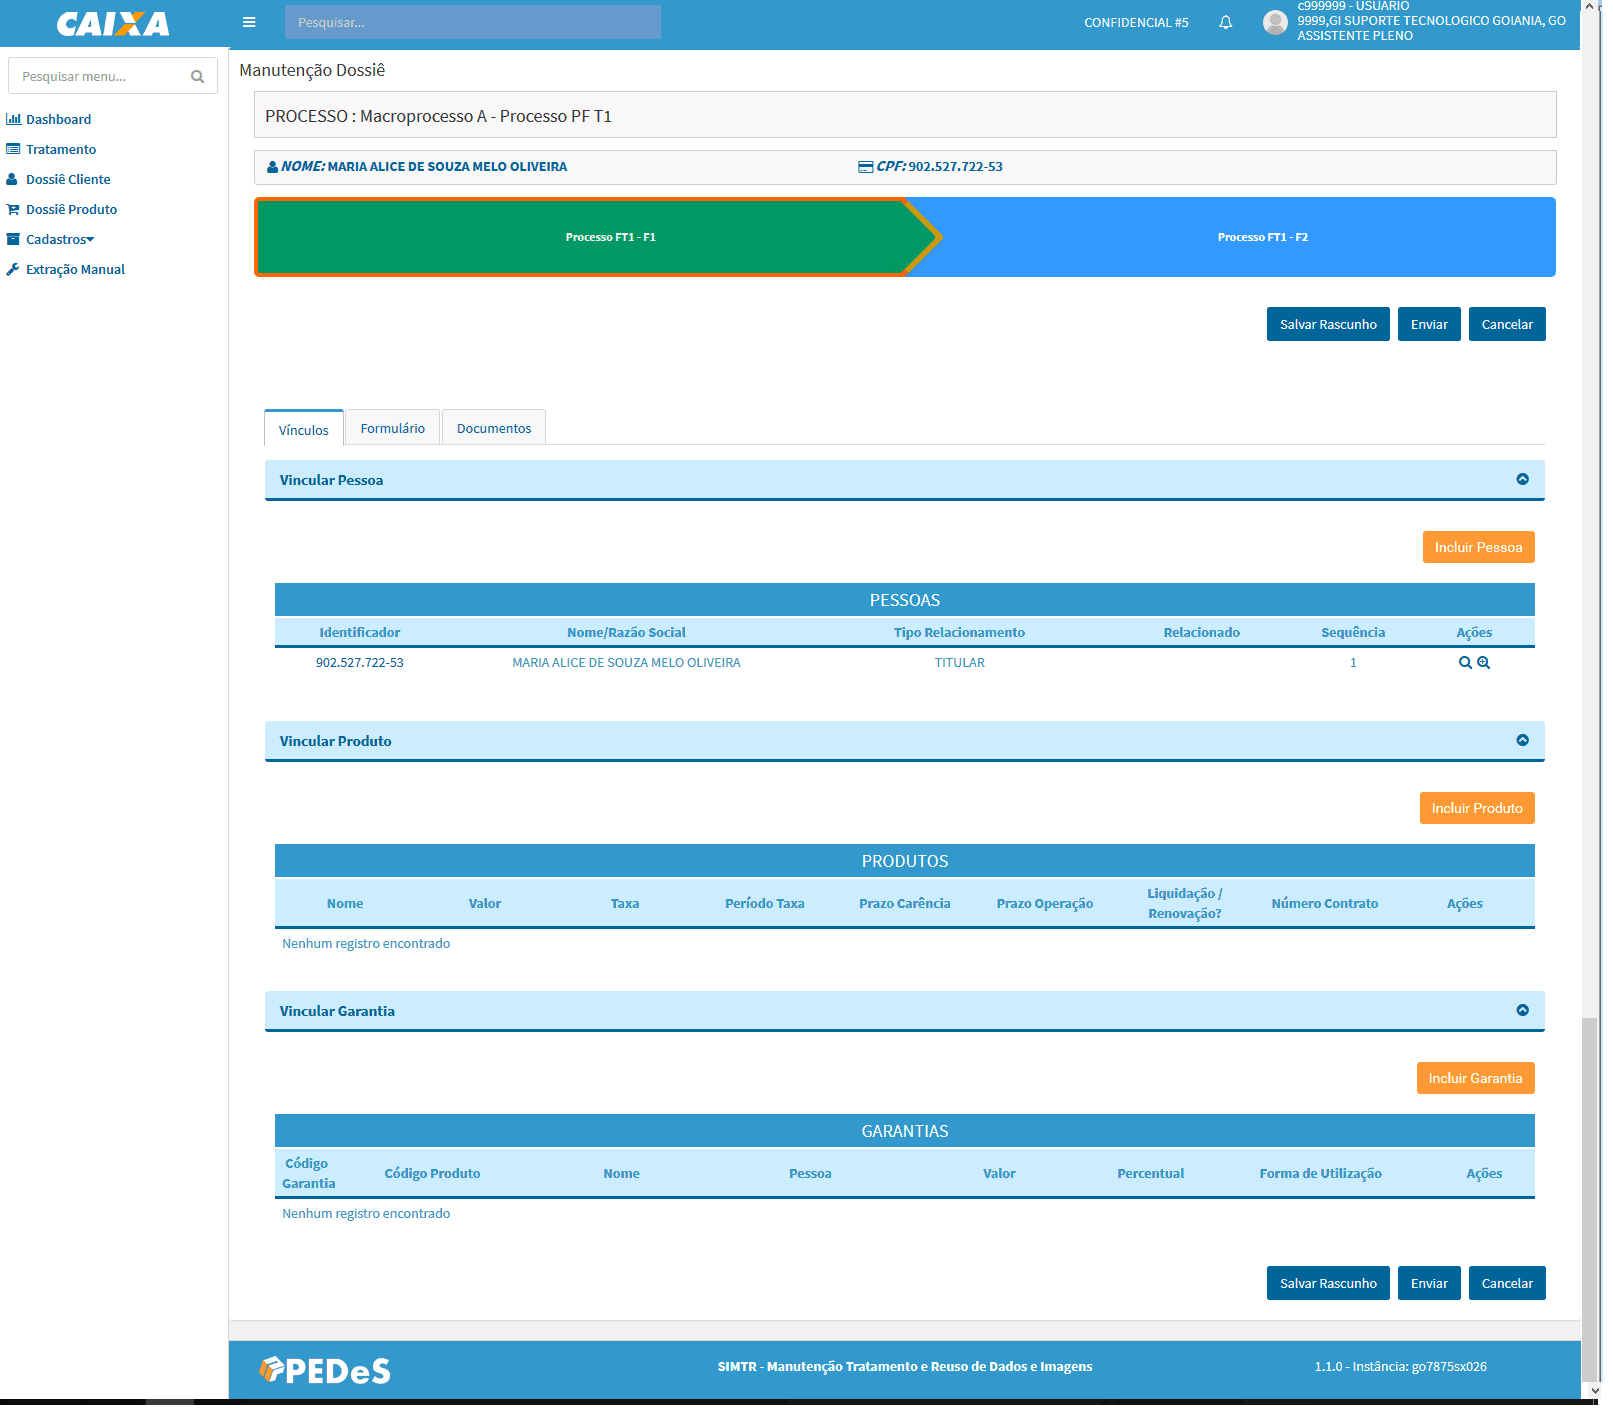 CAIXA
Pesquisar...
CONFIDENCIAL #5
c999999 - USUARIO
9999,GI SUPORTE TECNOLOGICO GOIANIA, GO
ASSISTENTE PLENO
Pesquisar menu...
Dashboard
Tratamento
Dossiê Cliente
Dossiê Produto
Cadastros
Extração Manual
Manutenção Dossiê
PROCESSO : Macroprocesso A - Processo PF T1
NOME: MARIA ALICE DE SOUZA MELO OLIVEIRA
CPF: 902.527.722-53
Processo FT1 - F1
Processo FT1 - F2
Salvar Rascunho
Enviar
Cancelar
Vínculos
Formulário
Documentos
Vincular Pessoa
Incluir Pessoa
PESSOAS
Identificador Nome/Razão Social Tipo Relacionamento Relacionado Sequência Ações
902.527.722-53 MARIA ALICE DE SOUZA MELO OLIVEIRA TITULAR 1
Vincular Produto
Incluir Produto
PRODUTOS
Nome Valor Taxa Período Taxa Prazo Carência Prazo Operação Liquidação / Renovação? Número Contrato Ações
Nenhum registro encontrado
Vincular Garantia
Incluir Garantia
GARANTIAS
Código Garantia Código Produto Nome Pessoa Valor Percentual Forma de Utilização Ações
Nenhum registro encontrado
Salvar Rascunho
Enviar
Cancelar
PEDeS
SIMTR - Manutenção Tratamento e Reuso de Dados e Imagens
1.1.0 - Instância: go7875sx026